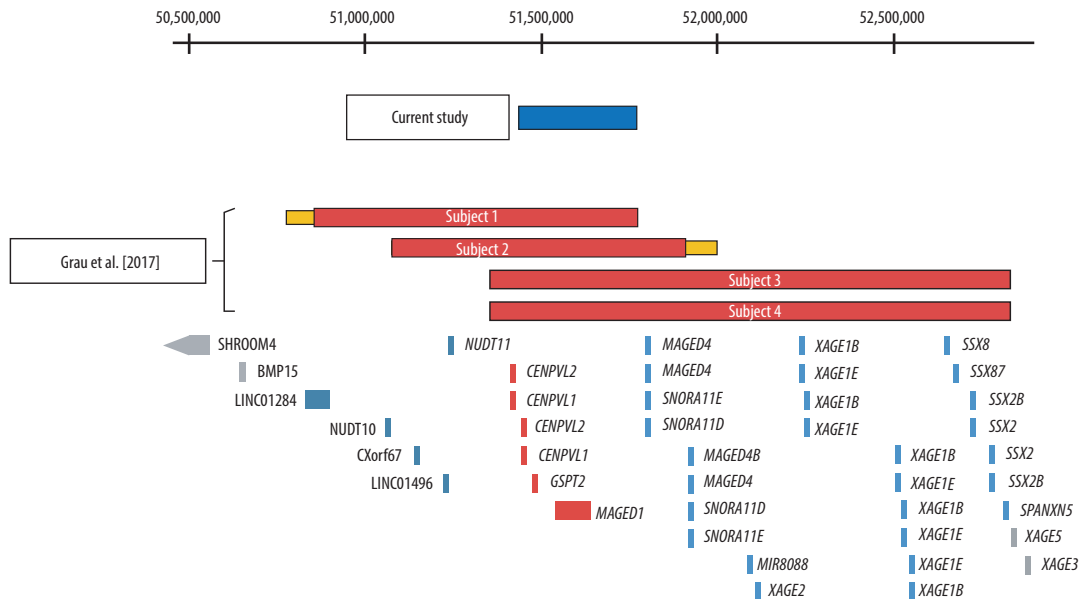 50,500,000 51,000,000 51,500,000 52,000,000 52,500,000
Current study
Subject 1
Subject 2
Grau et al. [2017]
Subject 3
Subject 4
SHROOM4 NUDT11 MAGED4 XAGE1B SSX8
BMP15 CENPVL2 MAGED4 XAGE1E SSX87
LINC01284 CENPVL1 SNORA11E XAGE1B SSX2B
NUDT10 CENPVL2 SNORA11D XAGE1E SSX2
CXorf67 CENPVL1 MAGED4B XAGE1B SSX2
LINC01496 GSPT2 MAGED4 XAGE1E SSX2B
MAGED1 SNORA11D XAGE1B SPANXN5
SNORA11E XAGE1E XAGE5
MIR8088 XAGE1E XAGE3
XAGE2 XAGE1B